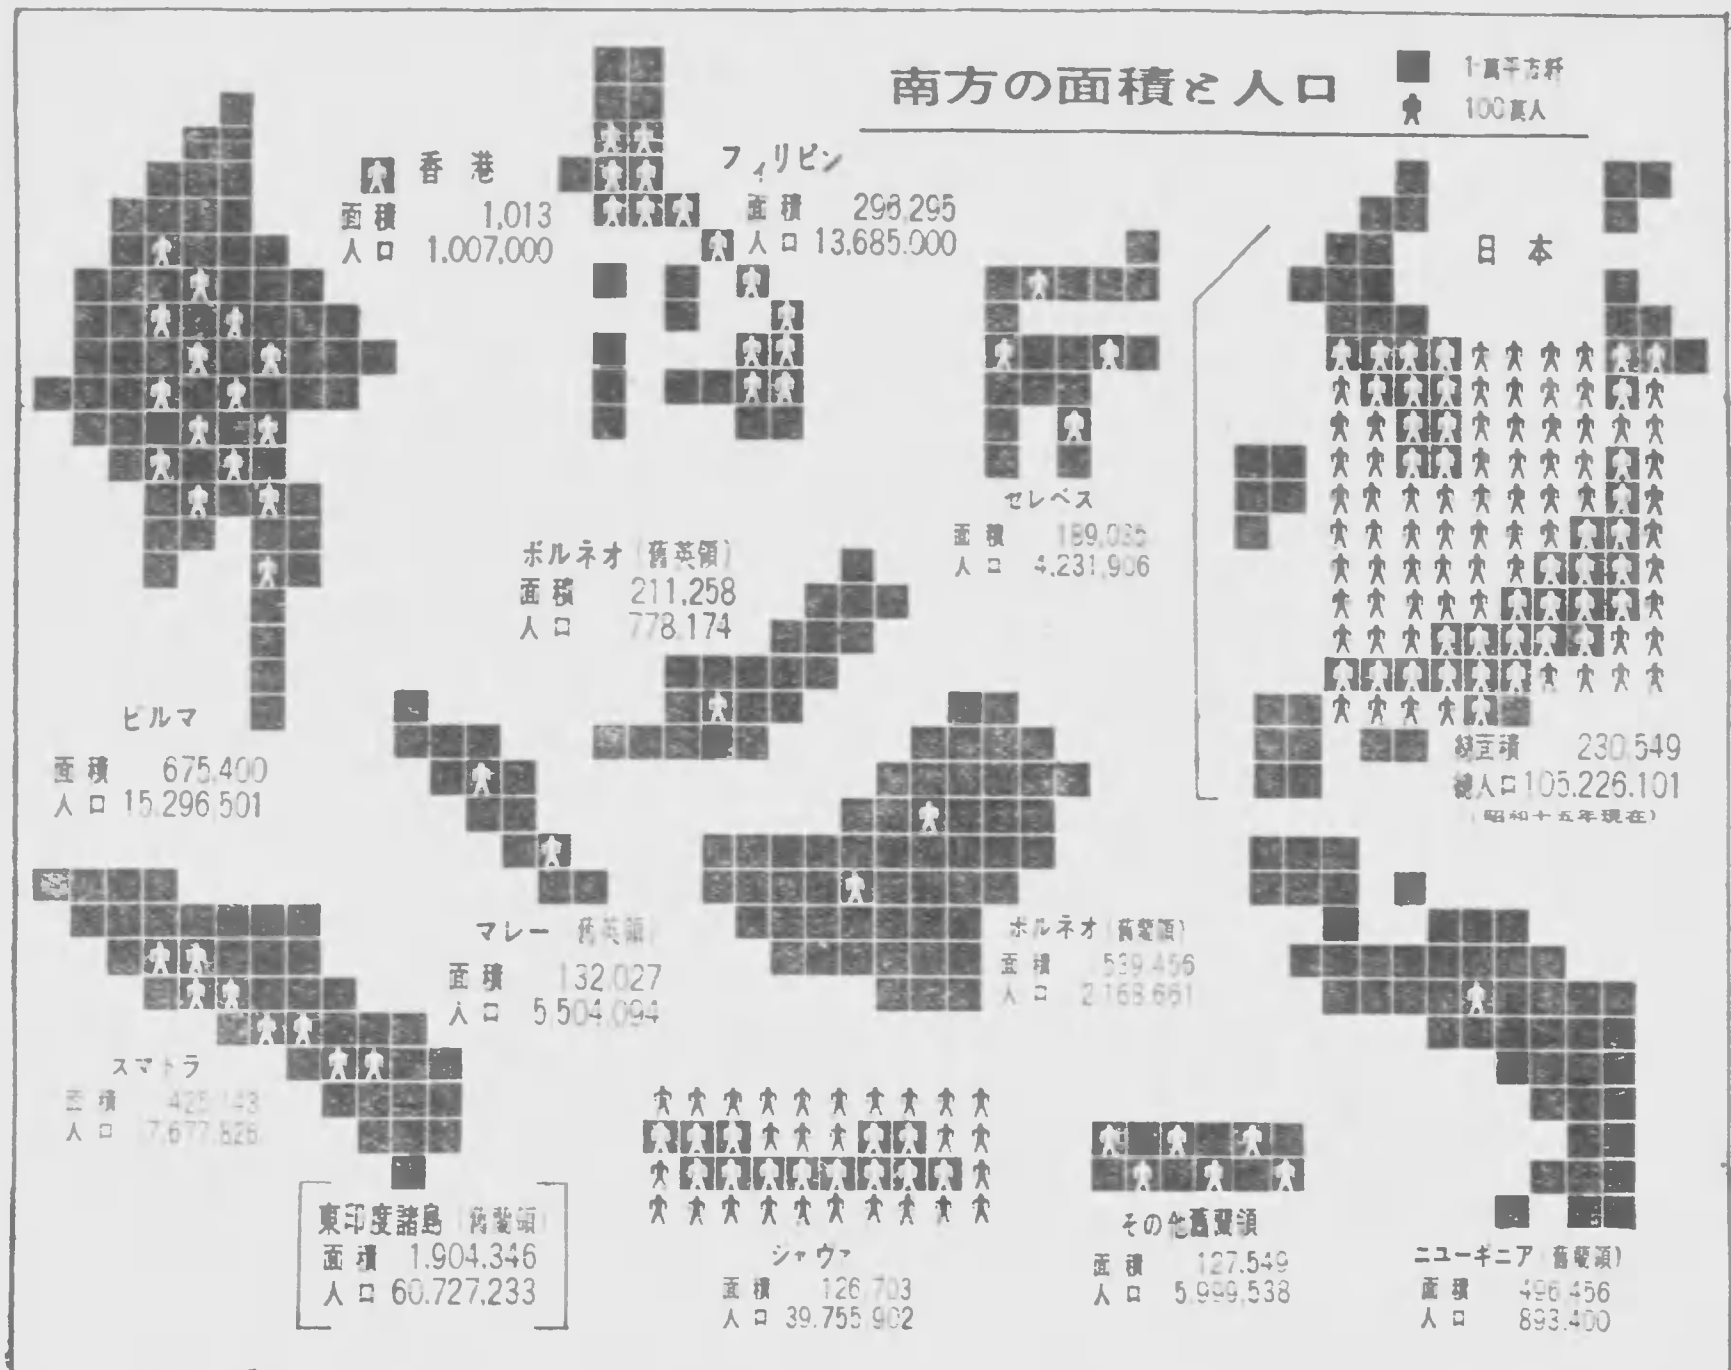 南方の面積と人口
1萬平方粁
100萬人
香港
面積 1,013
人口 1.007,000
フィリピン
面積 296,295
人口 13,685.000
日本
総面積 230,549
総人口 105.226.101
(昭和十五年現在)
セレベス
面積 189,035
人口 4.231,906
ボルネオ(舊英領)
面積 211,258
人口 778,174
ビルマ
面積 675,400
人口 15,296,501
マレー(舊英領)
面積 132,027
人口 5,504,094
ボルネオ(舊蘭領)
面積 539,456
人口 2,168,661
スマトラ
面積
人口 7.677.826
東印度諸島(舊蘭領)
面積 1.904.346
人口 60.727,233
ジャヴァ
面積 126,703
人口 39.755,902
その他舊蘭領
面積 127,549
人口 5,999,538
ニューギニア(舊蘭領)
面積 496,456
人口 893,400